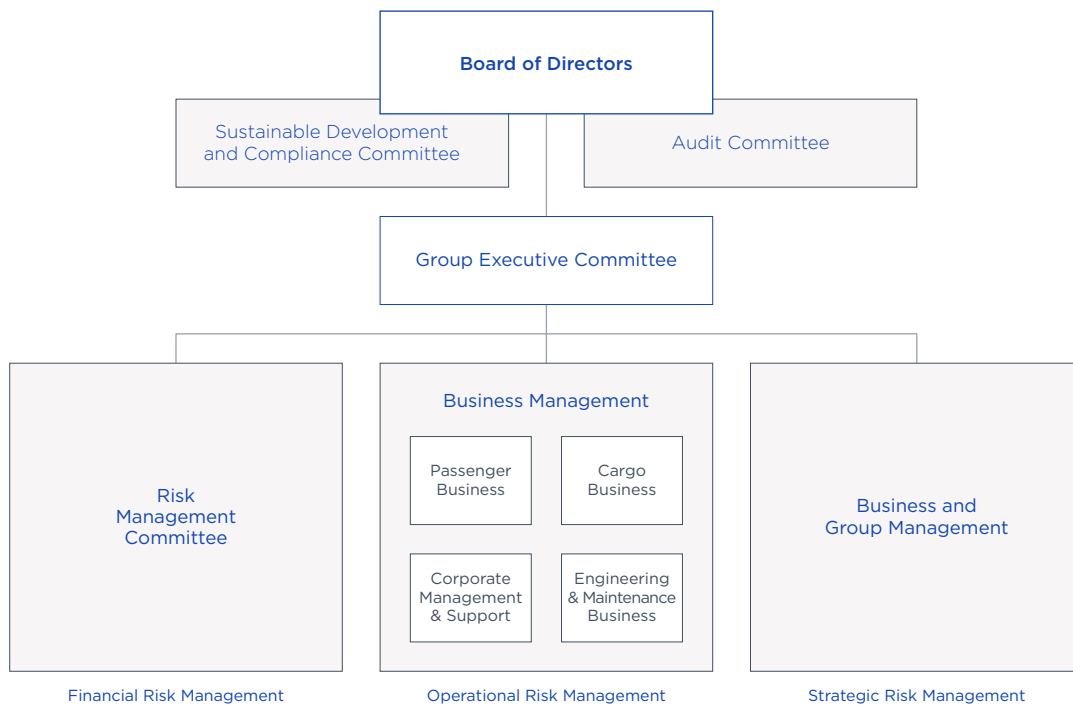 Board of Directors
Sustainable Development
and Compliance Committee
Audit Committee
Group Executive Committee
Risk
Management
Committee
Business Management
Passenger
Business
Cargo
Business
Corporate
Management
& Support
Engineering
& Maintenance
Business
Business and
Group Management
Financial Risk Management
Operational Risk Management
Strategic Risk Management